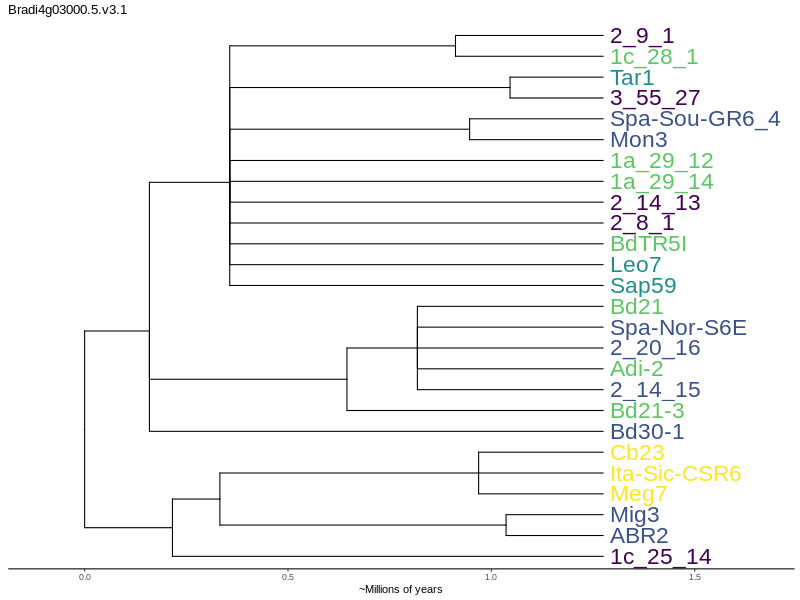 Bradi4g03000.5.v3.1
2_9_1
1c_28_1
Tar1
3_55_27
Spa-Sou-GR6_4
Mon3
1a_29_12
1a_29_14
2_14_13
2_8_1
BdTR5I
Leo7
Sap59
Bd21
Spa-Nor-S6E
2_20_16
Adi-2
2_14_15
Bd21-3
Bd30-1
Cb23
Ita-Sic-CSR6
Meg7
Mig3
ABR2
1c_25_14
0.0 0.5 1.0 1.5
~Millions of years